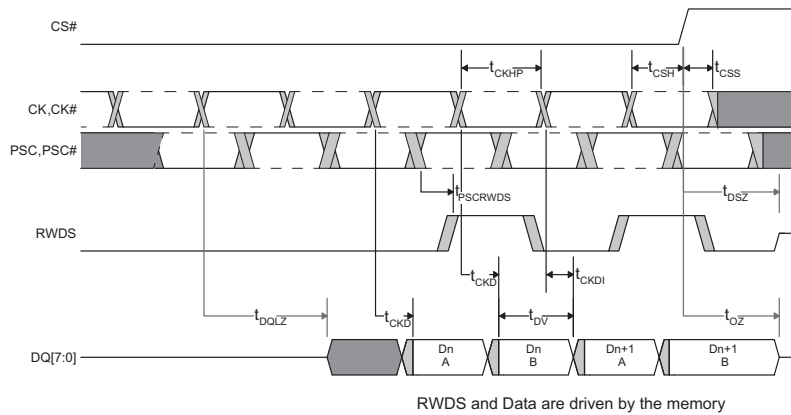 CS#
tCKHP
tCSH
tCSS
CK,CK#
PSC,PSC#
tPSCRWDS
tDSZ
RWDS
tCKD
tCKDI
tDQLZ
tCKD
tDV
tOZ
DQ[7:0]
Dn
A
Dn
B
Dn+1
A
Dn+1
B
RWDS and Data are driven by the memory